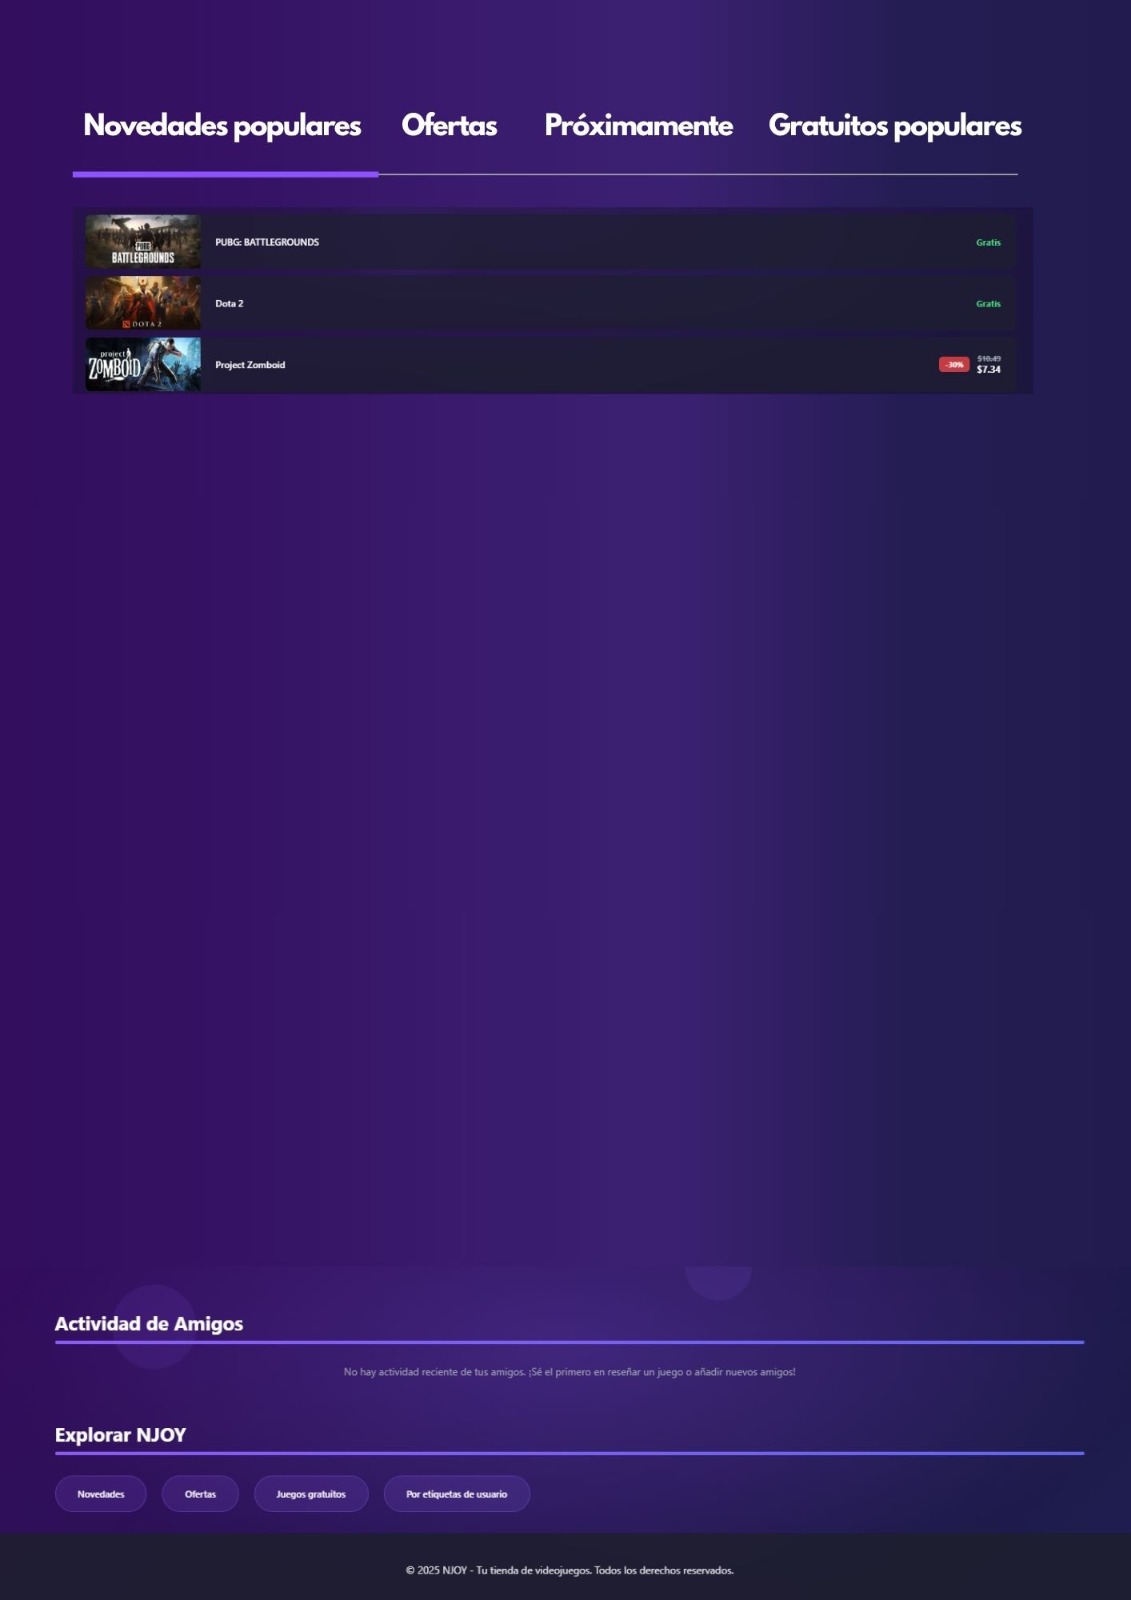 Novedades populares Ofertas Próximamente Gratuitos populares
PUBG
BATTLEGROUNDS
PUBG: BATTLEGROUNDS
Gratis
DOTA 2
Dota 2
Gratis
project
ZOMBOID
Project Zomboid
-30%
$10.49
$7.34
Actividad de Amigos
No hay actividad reciente de tus amigos. ¡Sé el primero en reseñar un juego o añadir nuevos amigos!
Explorar NJOY
Novedades Ofertas Juegos gratuitos Por etiquetas de usuario
© 2025 NJOY - Tu tienda de videojuegos. Todos los derechos reservados.